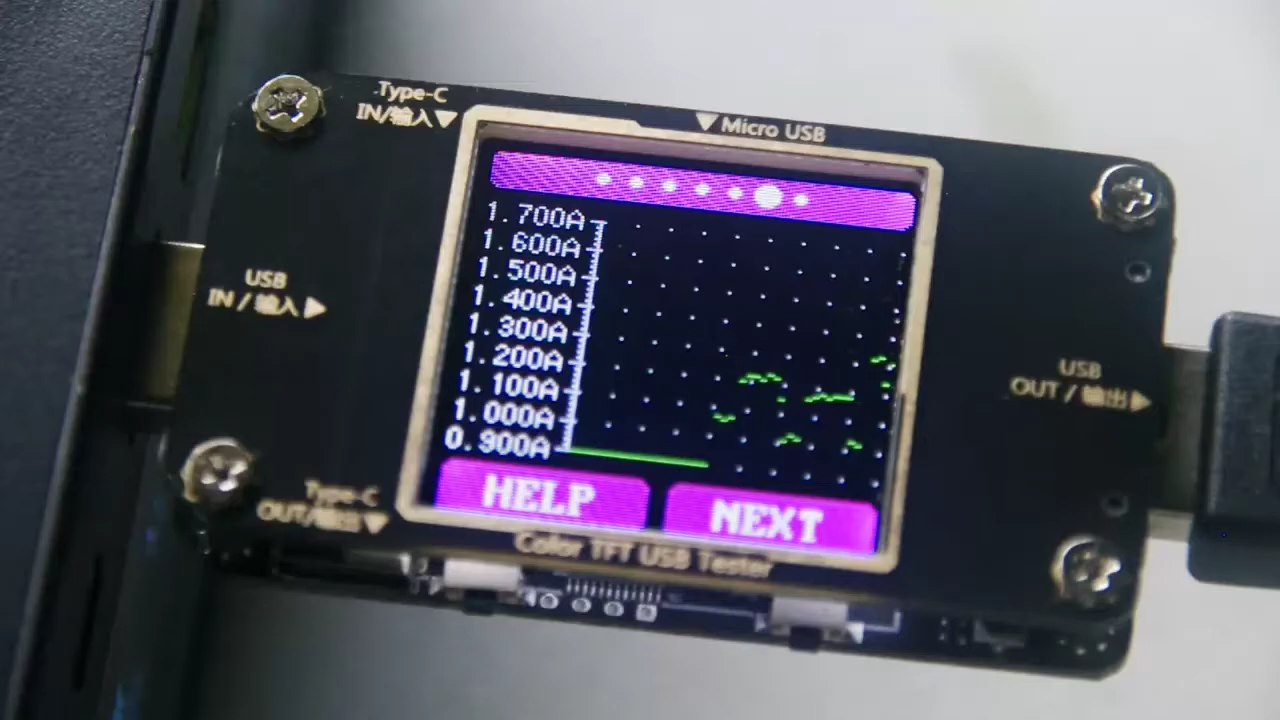 Type-C
IN/输入▼
▼Micro USB
USB
IN / 输入 ▶
1.700A
1.600A
1.500A
1.400A
1.300A
1.200A
1.100A
1.000A
0.900A
USB
OUT / 输出 ▶
HELP
NEXT
Type-C
OUT/输出▼
Color TFT USB Tester